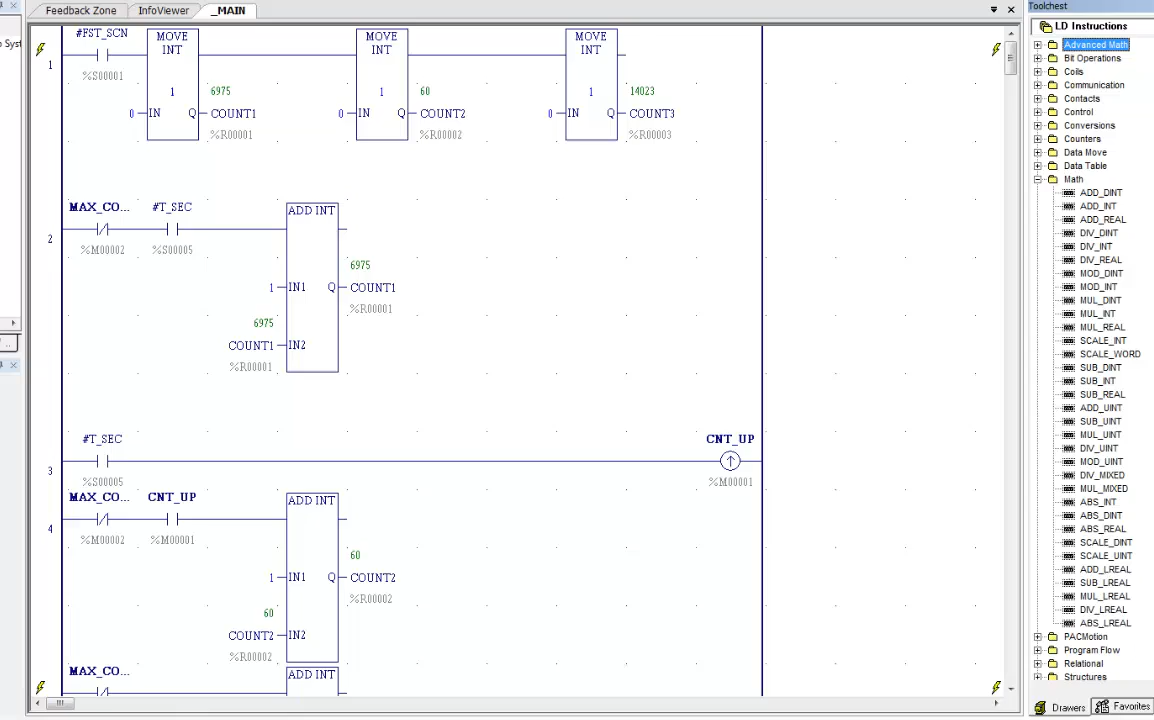 Feedback Zone InfoViewer _MAIN
#FST_SCN
1
%S00001
MOVE
INT
1
0 IN Q
6975
COUNT1
%R00001
MOVE
INT
1
0 IN Q
60
COUNT2
%R00002
MOVE
INT
1
0 IN Q
14023
COUNT3
%R00003
MAX_CO... #T_SEC
2
%M00002 %S00005
ADD INT
6975
1 IN1 Q COUNT1
%R00001
6975
COUNT1 IN2
%R00001
#T_SEC CNT_UP
3
%S00005 %M00001
MAX_CO... CNT_UP
4
%M00002 %M00001
ADD INT
60
1 IN1 Q COUNT2
%R00002
60
COUNT2 IN2
%R00002
MAX_CO... ADD INT
Toolchest
LD Instructions
Advanced Math
Bit Operations
Coils
Communication
Contacts
Control
Conversions
Counters
Data Move
Data Table
Math
ADD_DINT
ADD_INT
ADD_REAL
DIV_DINT
DIV_INT
DIV_REAL
MOD_DINT
MOD_INT
MUL_DINT
MUL_INT
MUL_REAL
SCALE_INT
SCALE_WORD
SUB_DINT
SUB_INT
SUB_REAL
ADD_UINT
SUB_UINT
MUL_UINT
DIV_UINT
MOD_UINT
DIV_MIXED
MUL_MIXED
ABS_INT
ABS_DINT
ABS_REAL
SCALE_DINT
SCALE_UINT
ADD_LREAL
SUB_LREAL
MUL_LREAL
DIV_LREAL
ABS_LREAL
PACMotion
Program Flow
Relational
Structures
Drawers Favorites